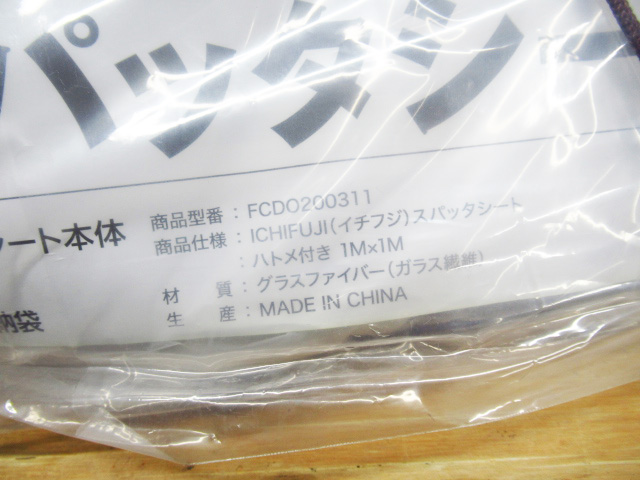 パッタシー
ート本体
商品型番：FCDO200311
商品仕様：ICHIFUJI（イチフジ）スパッタシート
：ハトメ付き 1M×1M
材　質：グラスファイバー（ガラス繊維）
納袋
生　産：MADE IN CHINA